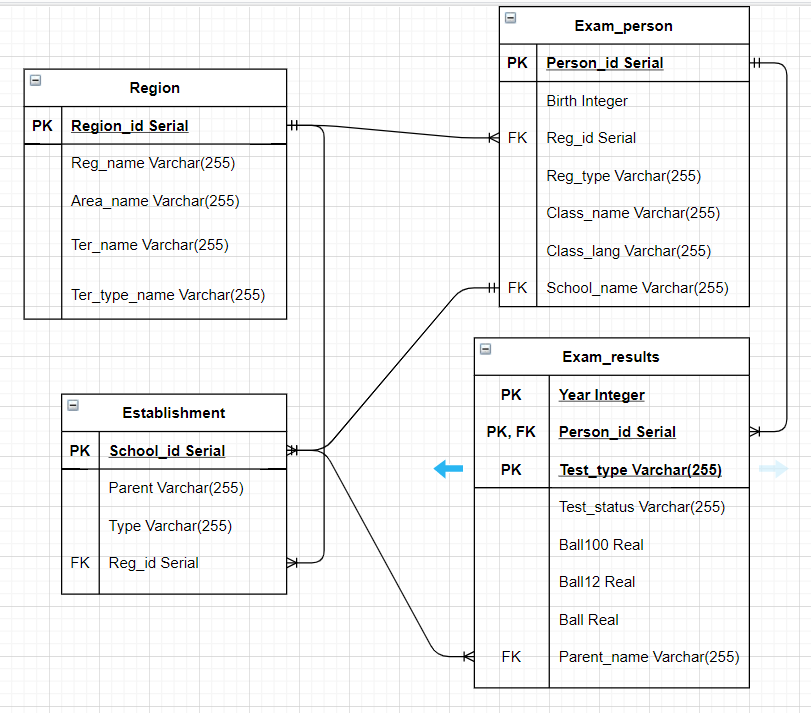 Exam_person
PK Person_id Serial
Birth Integer
FK Reg_id Serial
Reg_type Varchar(255)
Class_name Varchar(255)
Class_lang Varchar(255)
FK School_name Varchar(255)
Region
PK Region_id Serial
Reg_name Varchar(255)
Area_name Varchar(255)
Ter_name Varchar(255)
Ter_type_name Varchar(255)
Exam_results
PK Year Integer
PK, FK Person_id Serial
PK Test_type Varchar(255)
Test_status Varchar(255)
Ball100 Real
Ball12 Real
Ball Real
FK Parent_name Varchar(255)
Establishment
PK School_id Serial
Parent Varchar(255)
Type Varchar(255)
FK Reg_id Serial